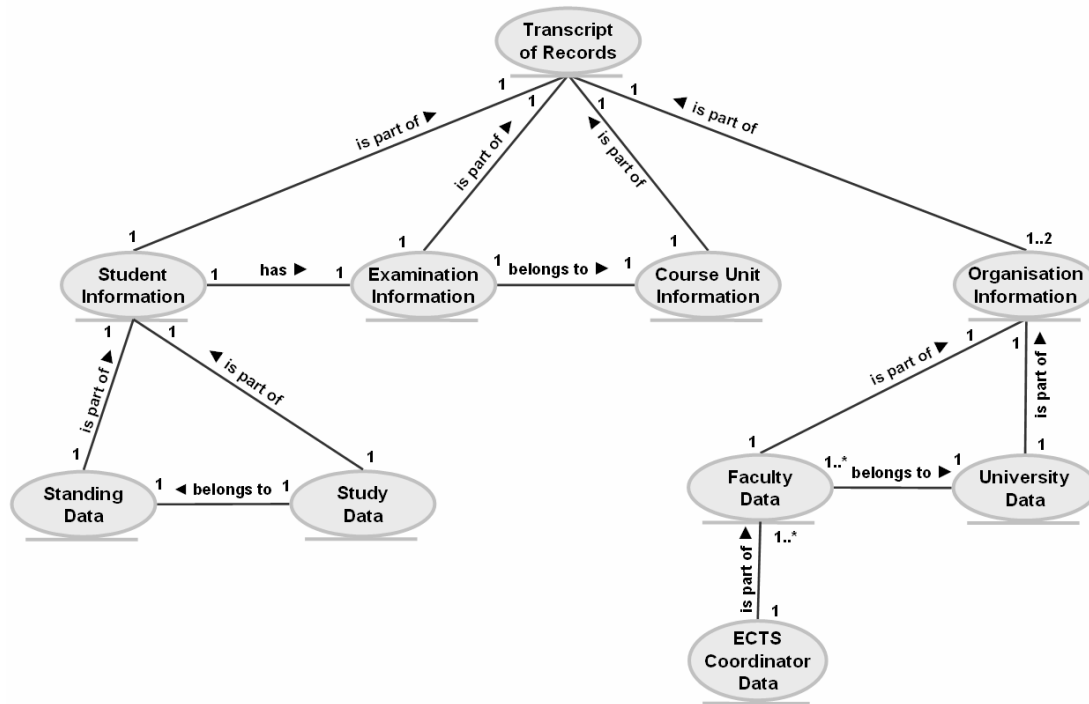 Transcript
of Records
1
1
1
1
is part of ►
is part of ►
◄ is part of
◄ is part of
1
1
1
1..2
Student
Information
1
has ►
1
Examination
Information
1
belongs to ►
1
Course Unit
Information
Organisation
Information
1
1
1
1
is part of ►
◄ is part of
is part of ►
is part of ►
1
1
1
1
Standing
Data
1
◄ belongs to
1
Study
Data
Faculty
Data
1..*
belongs to ►
1
University
Data
is part of ►
1..*
1
ECTS
Coordinator
Data